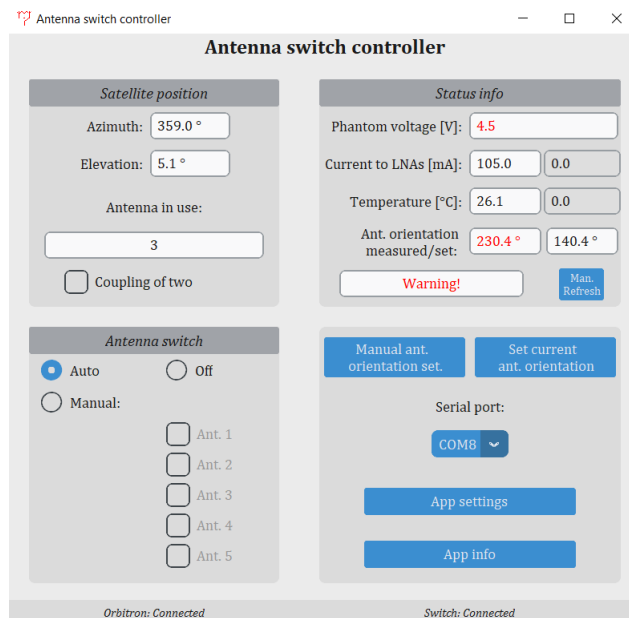 Antenna switch controller
Antenna switch controller
Satellite position
Azimuth: 359.0 °
Elevation: 5.1 °
Antenna in use:
3
Coupling of two
Status info
Phantom voltage [V]: 4.5
Current to LNAs [mA]: 105.0 0.0
Temperature [°C]: 26.1 0.0
Ant. orientation
measured/set: 230.4 ° 140.4 °
Warning!
Man.
Refresh
Antenna switch
Auto Off
Manual:
Ant. 1
Ant. 2
Ant. 3
Ant. 4
Ant. 5
Manual ant.
orientation set.
Set current
ant. orientation
Serial port:
COM8
App settings
App info
Orbitron: Connected
Switch: Connected